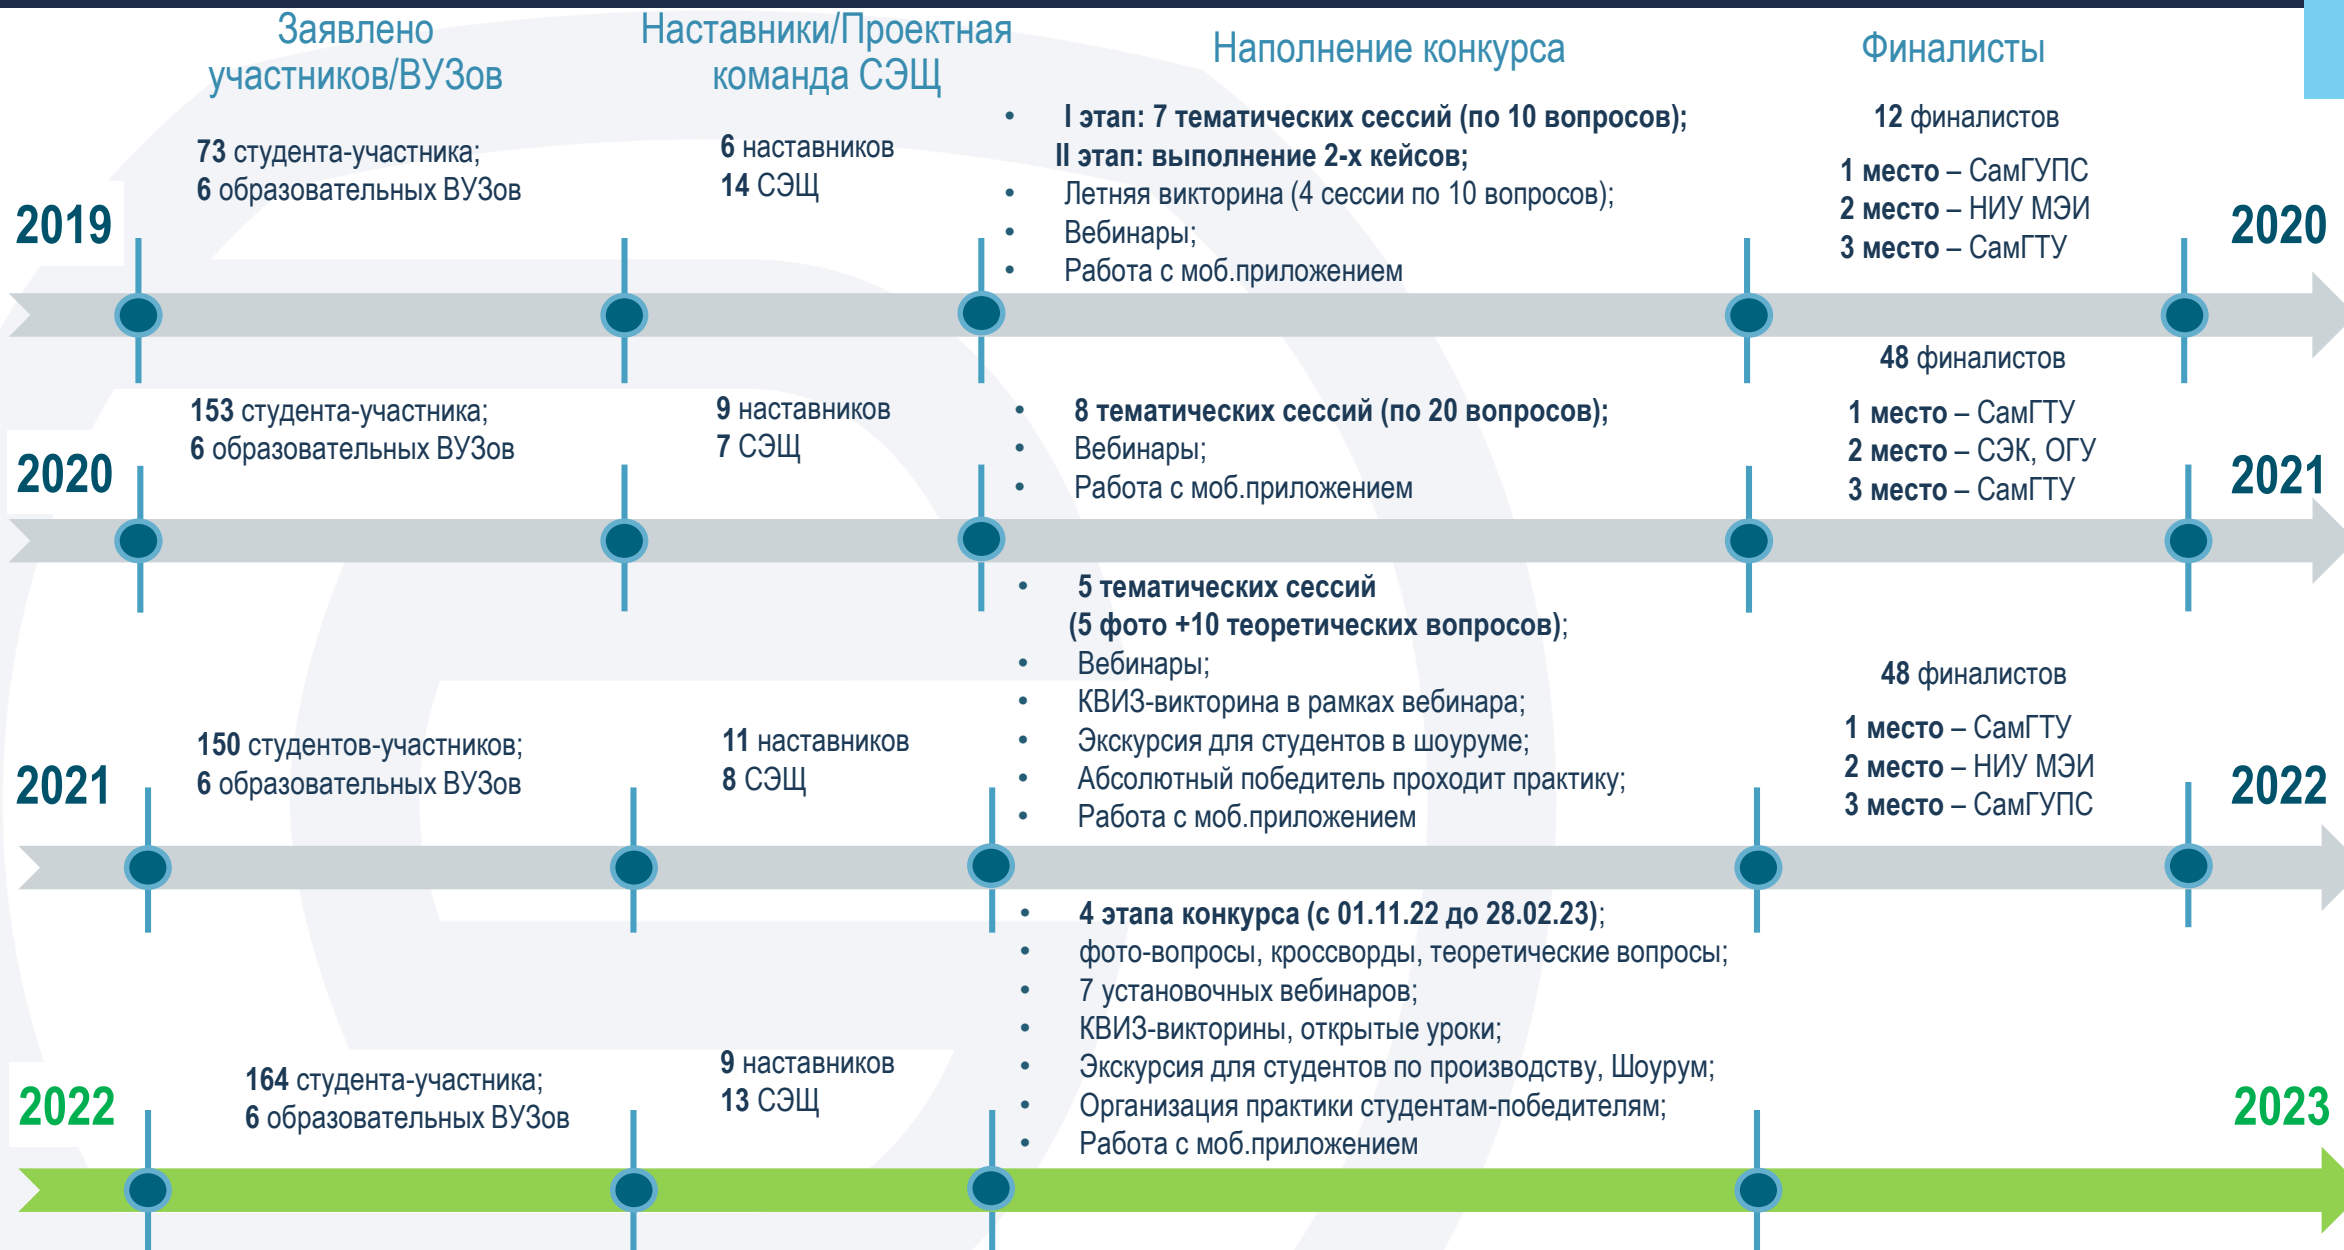 Заявлено
участников/ВУЗов
Наставники/Проектная
команда СЭЩ
Наполнение конкурса
Финалисты
2019
73 студента-участника;
6 образовательных ВУЗов
6 наставников
14 СЭЩ
• I этап: 7 тематических сессий (по 10 вопросов);
II этап: выполнение 2-х кейсов;
• Летняя викторина (4 сессии по 10 вопросов);
• Вебинары;
• Работа с моб.приложением
12 финалистов
1 место – СамГУПС
2 место – НИУ МЭИ
3 место – СамГТУ
2020
2020
153 студента-участника;
6 образовательных ВУЗов
9 наставников
7 СЭЩ
• 8 тематических сессий (по 20 вопросов);
• Вебинары;
• Работа с моб.приложением
48 финалистов
1 место – СамГТУ
2 место – СЭК, ОГУ
3 место – СамГТУ
2021
2021
150 студентов-участников;
6 образовательных ВУЗов
11 наставников
8 СЭЩ
• 5 тематических сессий
(5 фото +10 теоретических вопросов);
• Вебинары;
• КВИЗ-викторина в рамках вебинара;
• Экскурсия для студентов в шоуруме;
• Абсолютный победитель проходит практику;
• Работа с моб.приложением
48 финалистов
1 место – СамГТУ
2 место – НИУ МЭИ
3 место – СамГУПС
2022
2022
164 студента-участника;
6 образовательных ВУЗов
9 наставников
13 СЭЩ
• 4 этапа конкурса (с 01.11.22 до 28.02.23);
• фото-вопросы, кроссворды, теоретические вопросы;
• 7 установочных вебинаров;
• КВИЗ-викторины, открытые уроки;
• Экскурсия для студентов по производству, Шоурум;
• Организация практики студентам-победителям;
• Работа с моб.приложением
2023